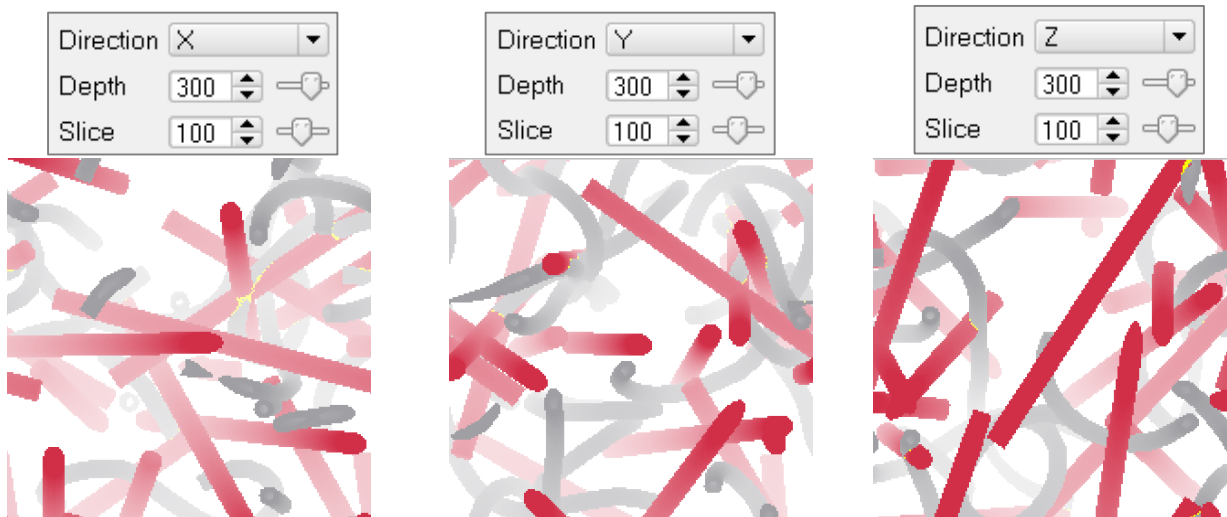 Direction X
Depth 300
Slice 100
Direction Y
Depth 300
Slice 100
Direction Z
Depth 300
Slice 100